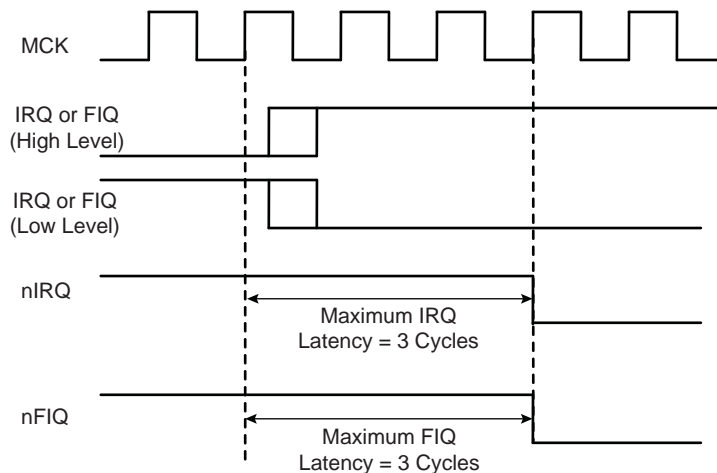 MCK
IRQ or FIQ
(High Level)
IRQ or FIQ
(Low Level)
nIRQ
Maximum IRQ
Latency = 3 Cycles
nFIQ
Maximum FIQ
Latency = 3 Cycles